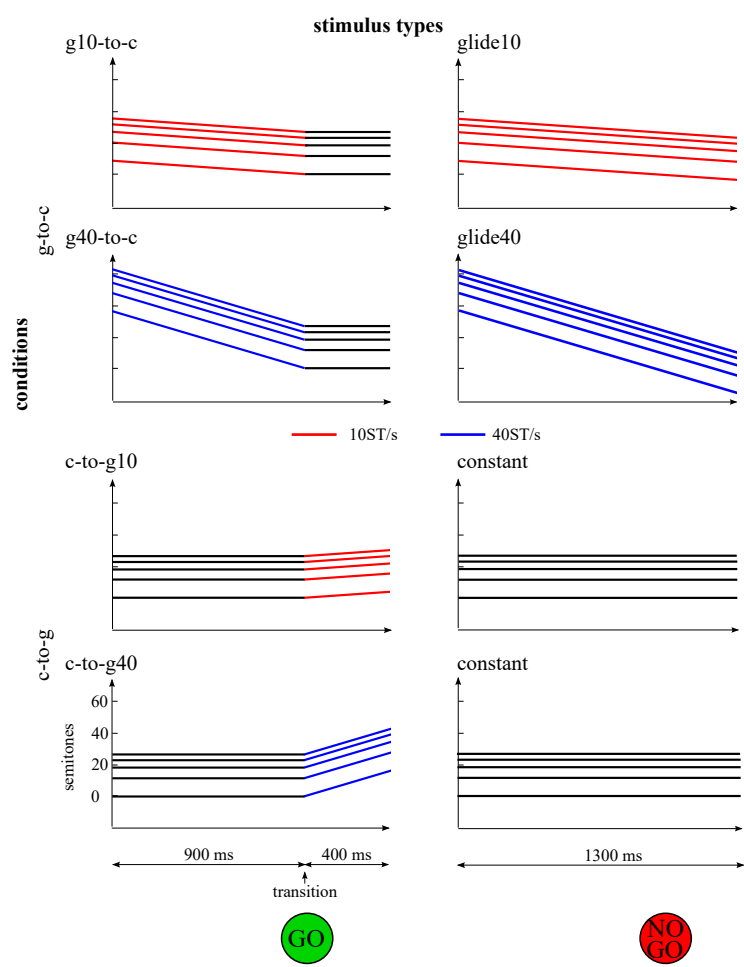 stimulus types
g10-to-c
glide10
g-to-c
g40-to-c
glide40
conditions
10ST/s
40ST/s
c-to-g10
constant
c-to-g
c-to-g40
constant
semitones
60
40
20
0
900 ms
400 ms
1300 ms
transition
GO
NO
GO